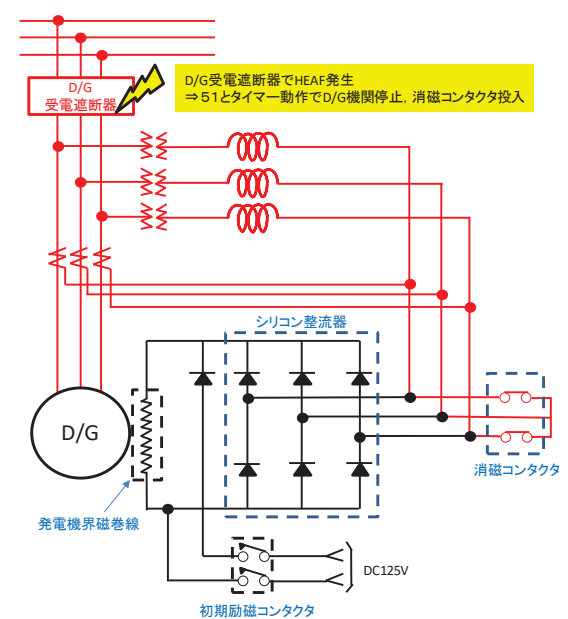 D/G
受電遮断器
D/G受電遮断器でHEAF発生
⇒51とタイマー動作でD/G機関停止，消磁コンタクタ投入
シリコン整流器
D/G
消磁コンタクタ
発電機界磁巻線
DC125V
初期励磁コンタクタ